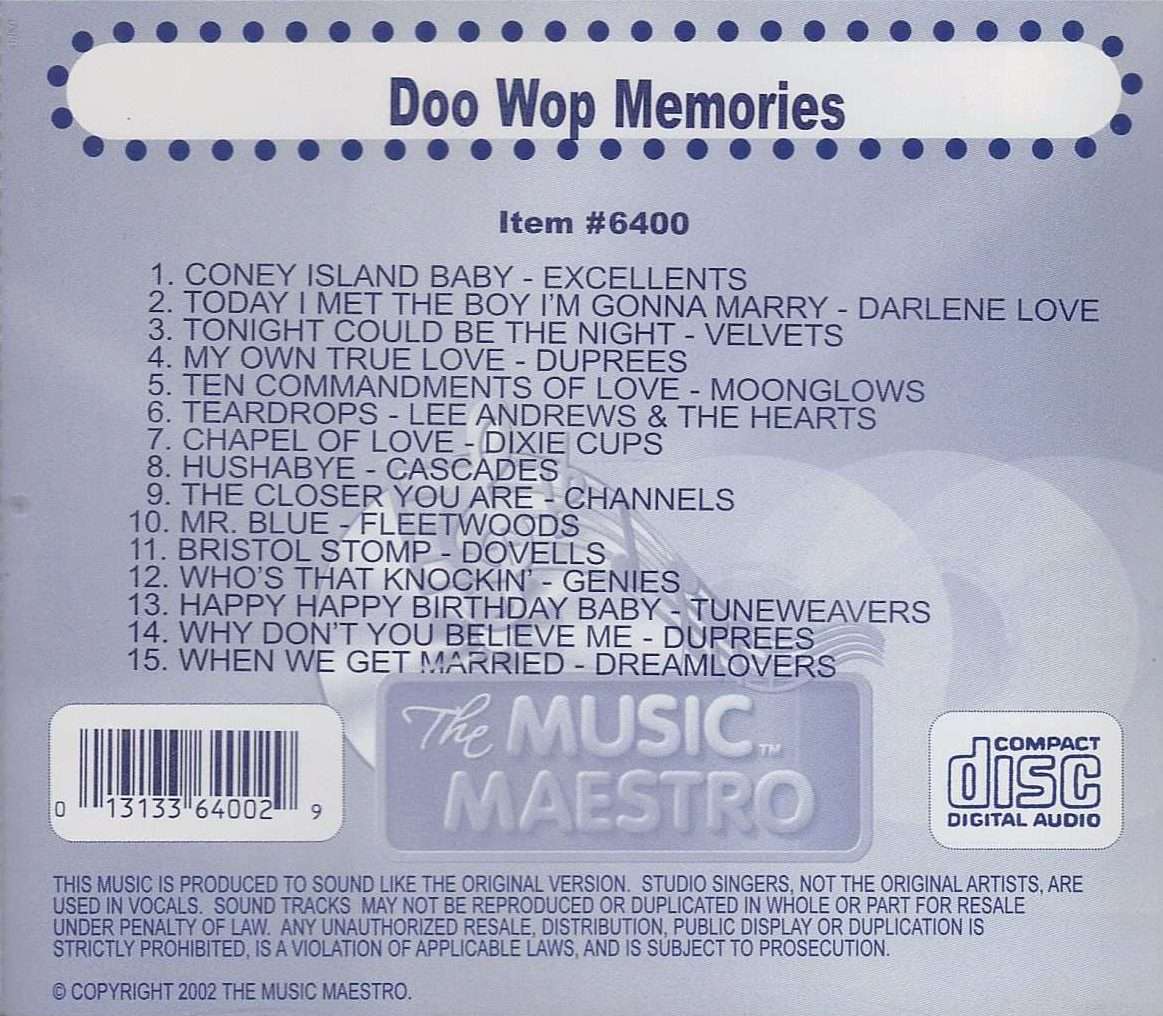 Doo Wop Memories
Item #6400
1. CONEY ISLAND BABY - EXCELLENTS
2. TODAY I MET THE BOY I'M GONNA MARRY - DARLENE LOVE
3. TONIGHT COULD BE THE NIGHT - VELVETS
4. MY OWN TRUE LOVE - DUPREES
5. TEN COMMANDMENTS OF LOVE - MOONGLOWS
6. TEARDROPS - LEE ANDREWS & THE HEARTS
7. CHAPEL OF LOVE - DIXIE CUPS
8. HUSHABYE - CASCADES
9. THE CLOSER YOU ARE - CHANNELS
10. MR. BLUE - FLEETWOODS
11. BRISTOL STOMP - DOVELLS
12. WHO'S THAT KNOCKIN' - GENIES
13. HAPPY HAPPY BIRTHDAY BABY - TUNEWEAVERS
14. WHY DON'T YOU BELIEVE ME - DUPREES
15. WHEN WE GET MARRIED - DREAMLOVERS
The MUSIC TM
MAESTRO
0 13133 64002 9
COMPACT
disc
DIGITAL AUDIO
THIS MUSIC IS PRODUCED TO SOUND LIKE THE ORIGINAL VERSION. STUDIO SINGERS, NOT THE ORIGINAL ARTISTS, ARE
USED IN VOCALS. SOUND TRACKS MAY NOT BE REPRODUCED OR DUPLICATED IN WHOLE OR PART FOR RESALE
UNDER PENALTY OF LAW. ANY UNAUTHORIZED RESALE, DISTRIBUTION, PUBLIC DISPLAY OR DUPLICATION IS
STRICTLY PROHIBITED, IS A VIOLATION OF APPLICABLE LAWS, AND IS SUBJECT TO PROSECUTION.
© COPYRIGHT 2002 THE MUSIC MAESTRO.